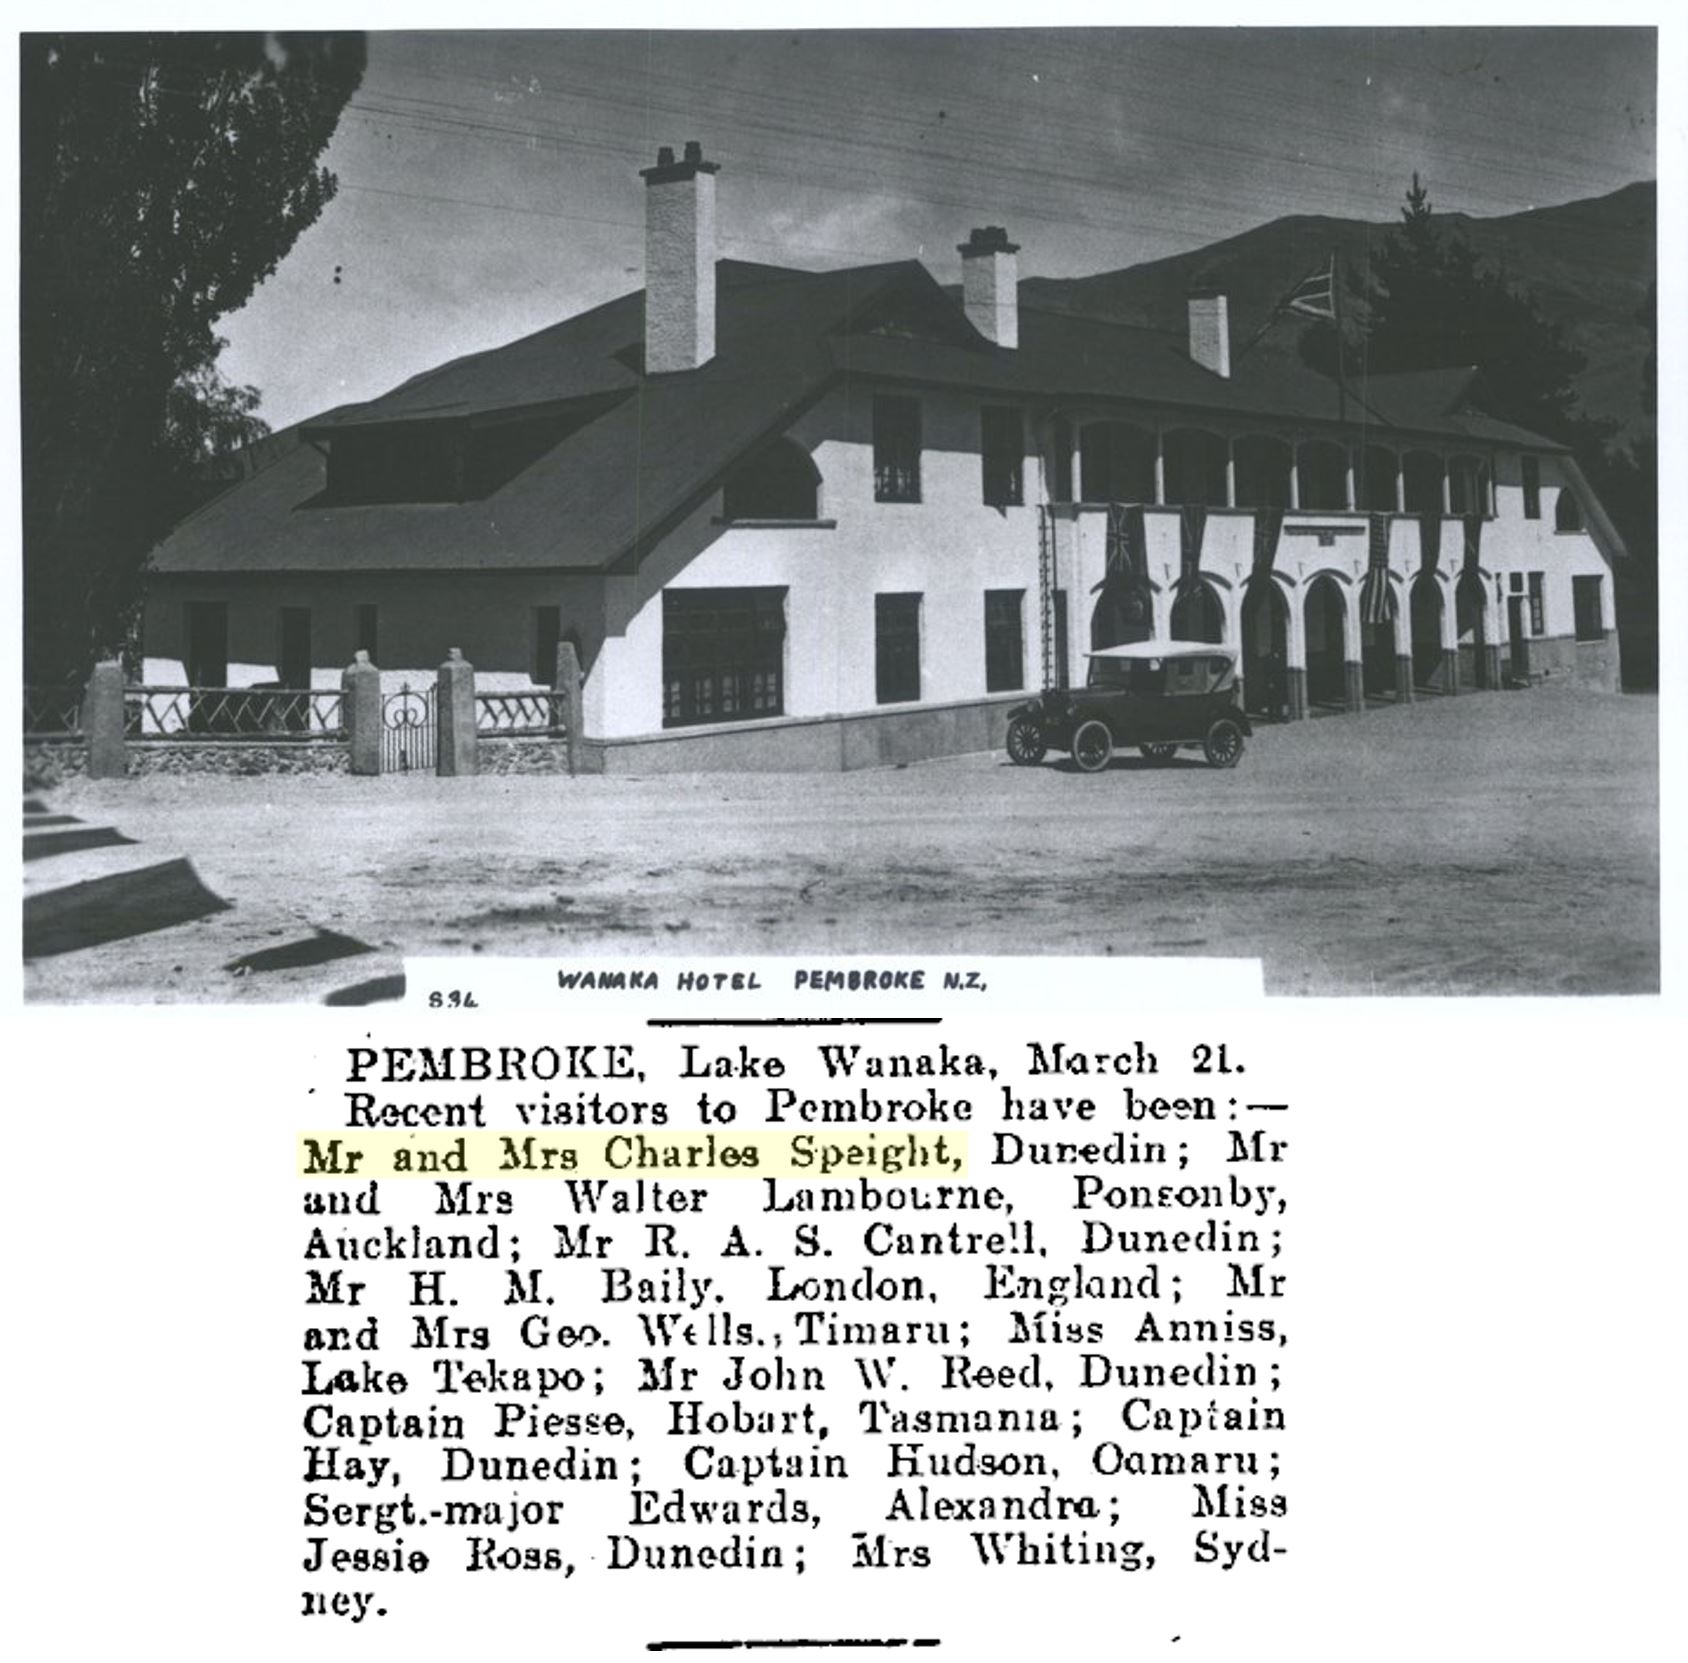 WANAKA HOTEL PEMBROKE N.Z,
PEMBROKE, Lake Wanaka, March 21.
Recent visitors to Pembroke have been:—
Mr and Mrs Charles Speight, Dunedin; Mr
and Mrs Walter Lambourne, Ponsonby,
Auckland; Mr R. A. S. Cantrell, Dunedin;
Mr H. M. Baily, London, England; Mr
and Mrs Geo. Wells., Timaru; Miss Anniss,
Lake Tekapo; Mr John W. Reed, Dunedin;
Captain Piesse, Hobart, Tasmania; Captain
Hay, Dunedin; Captain Hudson, Oamaru;
Sergt.-major Edwards, Alexandra; Miss
Jessie Ross, Dunedin; Mrs Whiting, Syd-
ney.